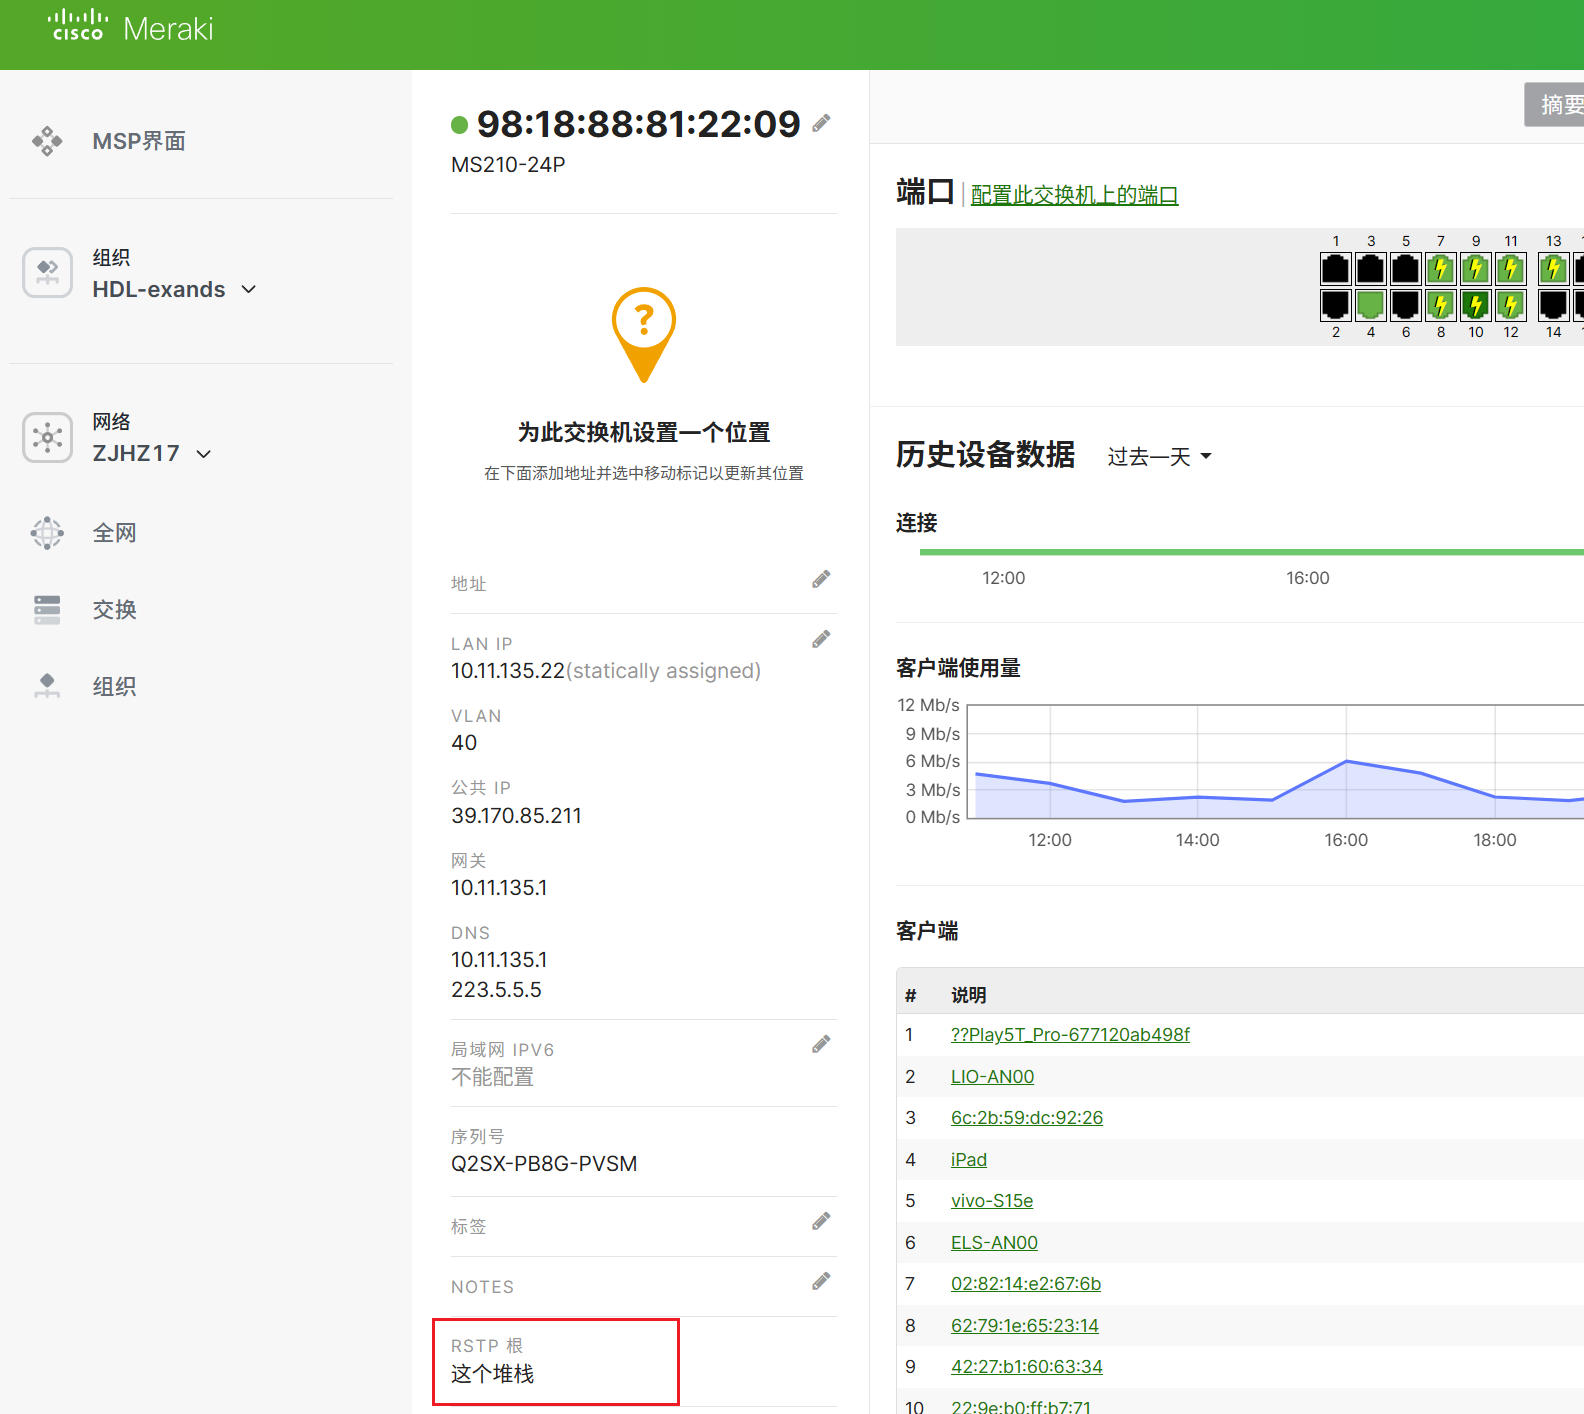 CISCO Meraki
MSP界面
组织
HDL-exands
网络
ZJHZ17
全网
交换
组织
98:18:88:81:22:09
MS210-24P
?
为此交换机设置一个位置
在下面添加地址并选中移动标记以更新其位置
地址
LAN IP
10.11.135.22(statically assigned)
VLAN
40
公共 IP
39.170.85.211
网关
10.11.135.1
DNS
10.11.135.1
223.5.5.5
局域网 IPV6
不能配置
序列号
Q2SX-PB8G-PVSM
标签
NOTES
RSTP 根
这个堆栈
摘要
端口 | 配置此交换机上的端口
1 3 5 7 9 11 13
2 4 6 8 10 12 14
历史设备数据 过去一天
连接
12:00 16:00
客户端使用量
12 Mb/s
9 Mb/s
6 Mb/s
3 Mb/s
0 Mb/s
12:00 14:00 16:00 18:00
客户端
# 说明
1 ??Play5T_Pro-677120ab498f
2 LIO-AN00
3 6c:2b:59:dc:92:26
4 iPad
5 vivo-S15e
6 ELS-AN00
7 02:82:14:e2:67:6b
8 62:79:1e:65:23:14
9 42:27:b1:60:63:34
10 22:9e:b0:ff:b7:71